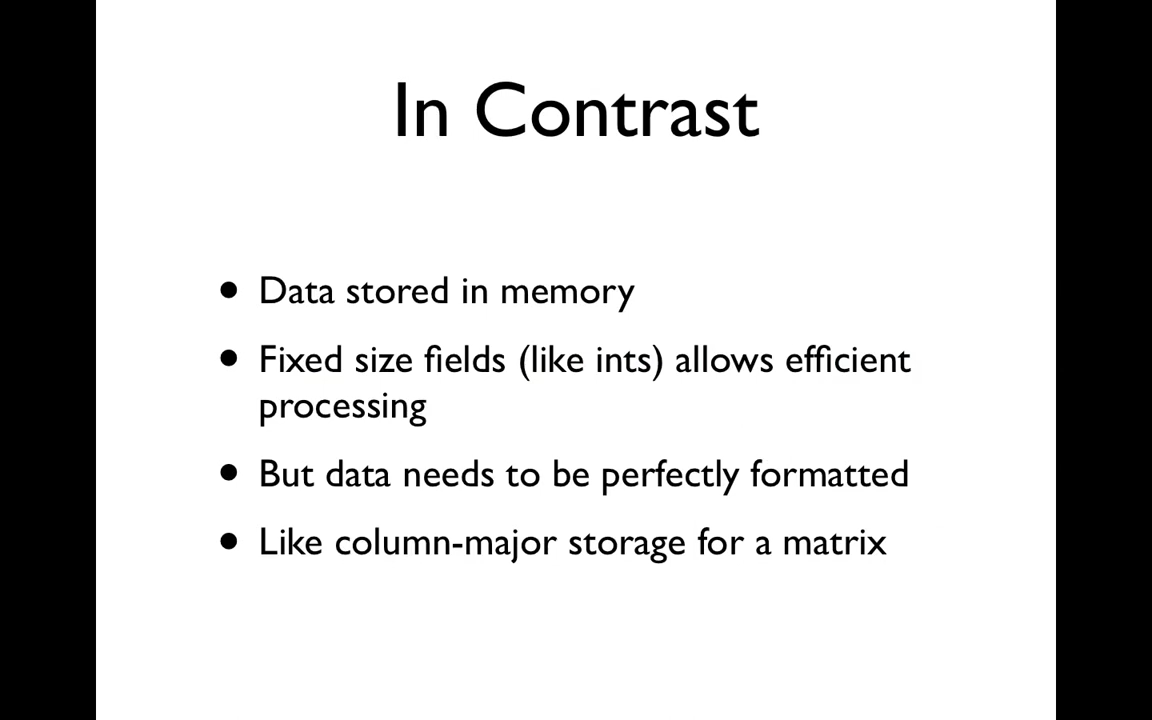 In Contrast
• Data stored in memory
• Fixed size fields (like ints) allows efficient
processing
• But data needs to be perfectly formatted
• Like column-major storage for a matrix